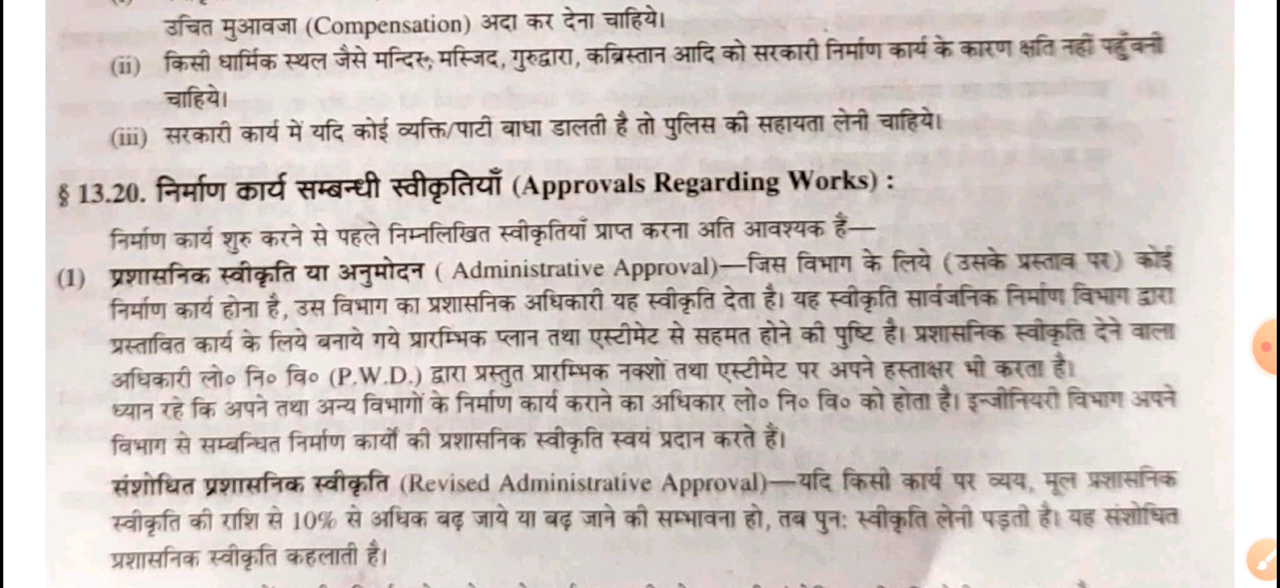 उचित मुआवजा (Compensation) अदा कर देना चाहिये।
(ii) किसी धार्मिक स्थल जैसे मन्दिर, मस्जिद, गुरुद्वारा, कब्रिस्तान आदि को सरकारी निर्माण कार्य के कारण क्षति नहीं पहुँचनी
चाहिये।
(iii) सरकारी कार्य में यदि कोई व्यक्ति/पार्टी बाधा डालती है तो पुलिस की सहायता लेनी चाहिये।
§ 13.20. निर्माण कार्य सम्बन्धी स्वीकृतियाँ (Approvals Regarding Works) :
निर्माण कार्य शुरु करने से पहले निम्नलिखित स्वीकृतियाँ प्राप्त करना अति आवश्यक है—
(1) प्रशासनिक स्वीकृति या अनुमोदन ( Administrative Approval)—जिस विभाग के लिये (उसके प्रस्ताव पर) कोई
निर्माण कार्य होना है, उस विभाग का प्रशासनिक अधिकारी यह स्वीकृति देता है। यह स्वीकृति सार्वजनिक निर्माण विभाग द्वारा
प्रस्तावित कार्य के लिये बनाये गये प्रारम्भिक प्लान तथा एस्टीमेट से सहमत होने की पुष्टि है। प्रशासनिक स्वीकृति देने वाला
अधिकारी लो० नि० वि० (P.W.D.) द्वारा प्रस्तुत प्रारम्भिक नक्शों तथा एस्टीमेट पर अपने हस्ताक्षर भी करता है।
ध्यान रहे कि अपने तथा अन्य विभागों के निर्माण कार्य कराने का अधिकार लो० नि० वि० को होता है। इन्जीनियरी विभाग अपने
विभाग से सम्बन्धित निर्माण कार्यों की प्रशासनिक स्वीकृति स्वयं प्रदान करते हैं।
संशोधित प्रशासनिक स्वीकृति (Revised Administrative Approval)—यदि किसी कार्य पर व्यय, मूल प्रशासनिक
स्वीकृति की राशि से 10% से अधिक बढ़ जाये या बढ़ जाने की सम्भावना हो, तब पुनः स्वीकृति लेनी पड़ती है। यह संशोधित
प्रशासनिक स्वीकृति कहलाती है।